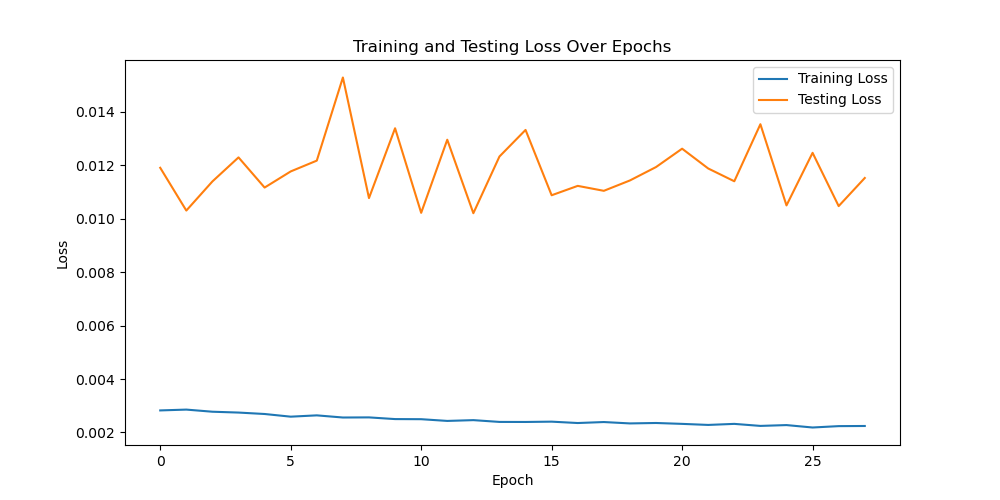 Training and Testing Loss Over Epochs
Training Loss
Testing Loss
0.014
0.012
0.010
0.008
0.006
0.004
0.002
Loss
0 5 10 15 20 25
Epoch